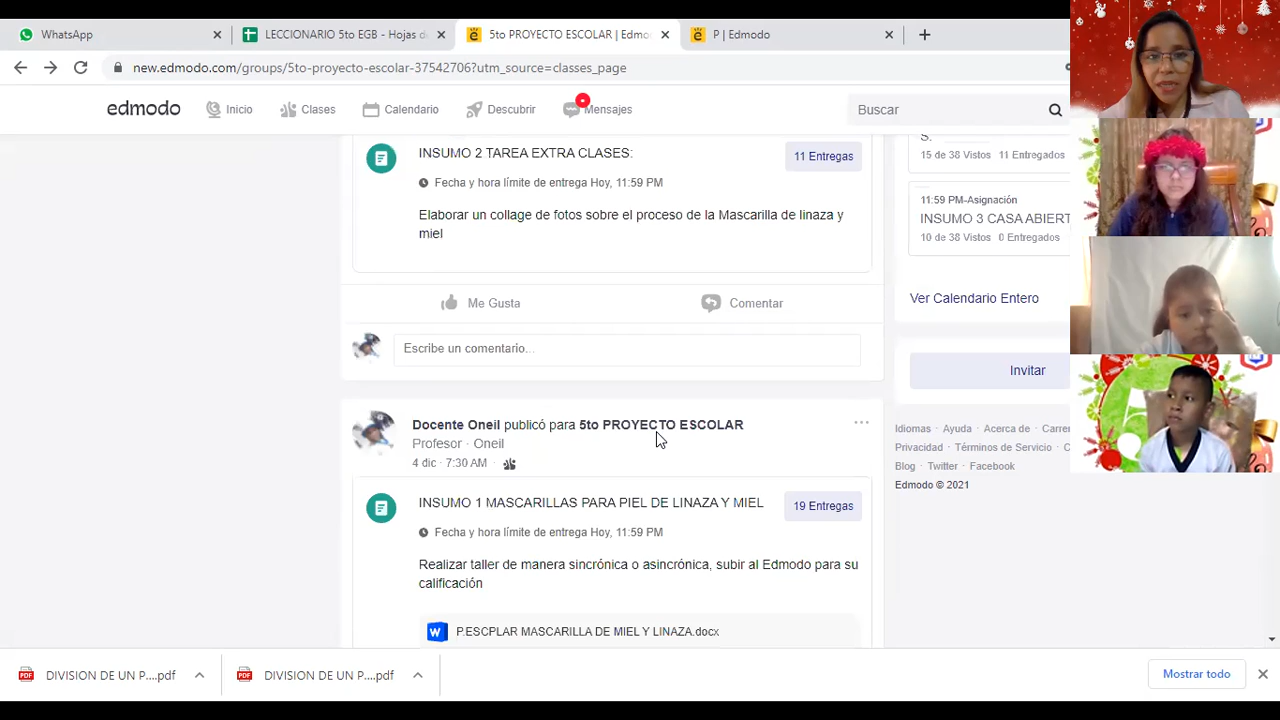 WhatsApp
LECCIONARIO 5to EGB - Hojas d
5to PROYECTO ESCOLAR | Edmo
P | Edmodo
new.edmodo.com/groups/5to-proyecto-escolar-37542706?utm_source=classes_page
edmodo
Inicio
Clases
Calendario
Descubrir
Mensajes
Buscar
INSUMO 2 TAREA EXTRA CLASES:
11 Entregas
Fecha y hora límite de entrega Hoy, 11:59 PM
Elaborar un collage de fotos sobre el proceso de la Mascarilla de linaza y
miel
Me Gusta
Comentar
Escribe un comentario...
Docente Oneil publicó para 5to PROYECTO ESCOLAR
Profesor · Oneil
4 dic · 7:30 AM ·
INSUMO 1 MASCARILLAS PARA PIEL DE LINAZA Y MIEL
19 Entregas
Fecha y hora límite de entrega Hoy, 11:59 PM
Realizar taller de manera sincrónica o asincrónica, subir al Edmodo para su
calificación
P.ESCPLAR MASCARILLA DE MIEL Y LINAZA.docx
S.
15 de 38 Vistos 11 Entregados
11:59 PM-Asignación
INSUMO 3 CASA ABIERT
10 de 38 Vistos 0 Entregados
Ver Calendario Entero
Invitar
Idiomas · Ayuda · Acerca de · Carrer
Privacidad · Términos de Servicio · C
Blog · Twitter · Facebook
Edmodo © 2021
DIVISION DE UN P....pdf
DIVISION DE UN P....pdf
Mostrar todo